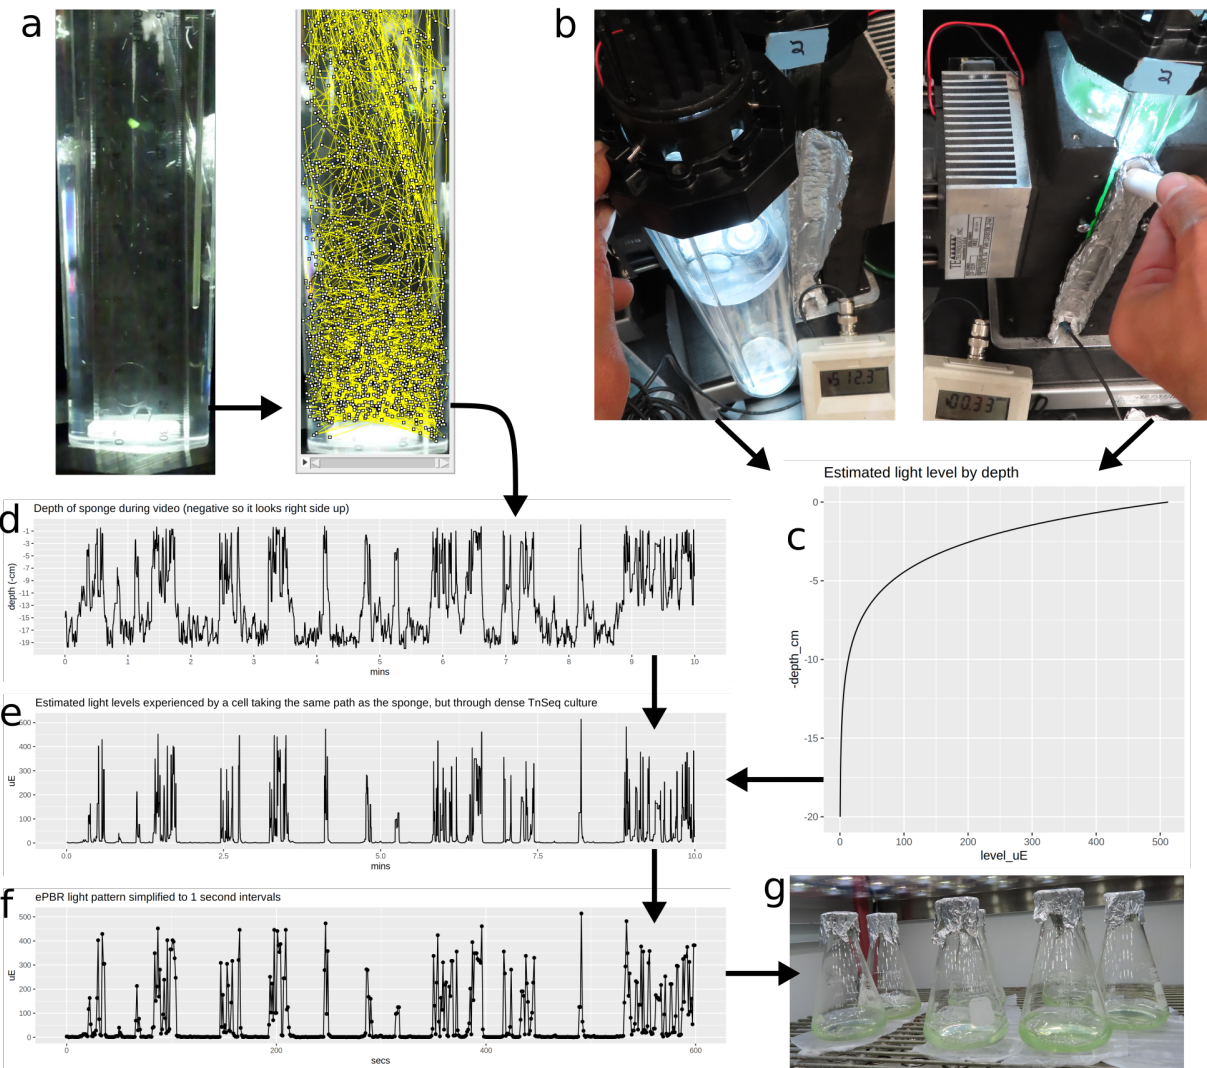 a
b
2
2
TE
512.3
00.33
Estimated light level by depth
c
0
-5
-10
-15
-20
-depth_cm
0 100 200 300 400 500
level_uE
d
Depth of sponge during video (negative so it looks right side up)
-1
-3
-5
-7
-9
-11
-13
-15
-17
-19
depth (-cm)
0 1 2 3 4 5 6 7 8 9 10
mins
e
Estimated light levels experienced by a cell taking the same path as the sponge, but through dense TnSeq culture
500
400
300
200
100
0
uE
0.0 2.5 5.0 7.5 10.0
mins
f
ePBR light pattern simplified to 1 second intervals
500
400
300
200
100
0
uE
0 200 400 600
secs
g